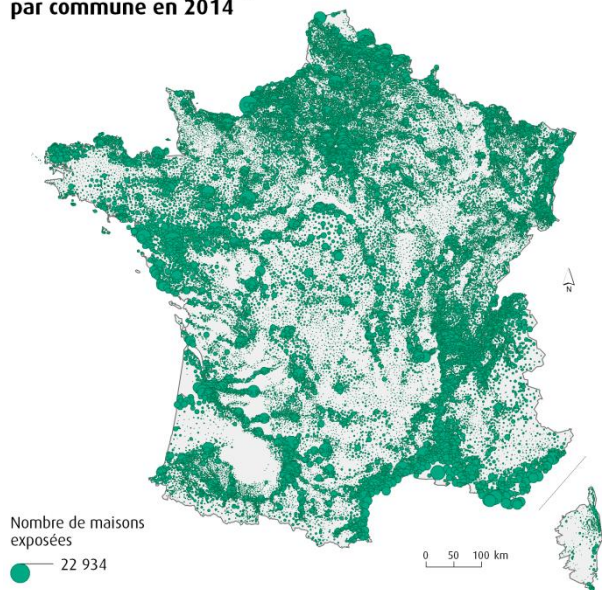 par commune en 2014
N
Nombre de maisons
exposées
22 934
0 50 100 km